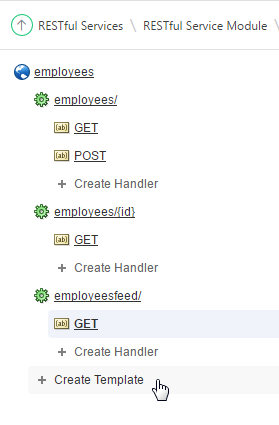 RESTful Services \ RESTful Service Module \
employees
employees/
GET
POST
+ Create Handler
employees/{id}
GET
+ Create Handler
employeesfeed/
GET
+ Create Handler
+ Create Template